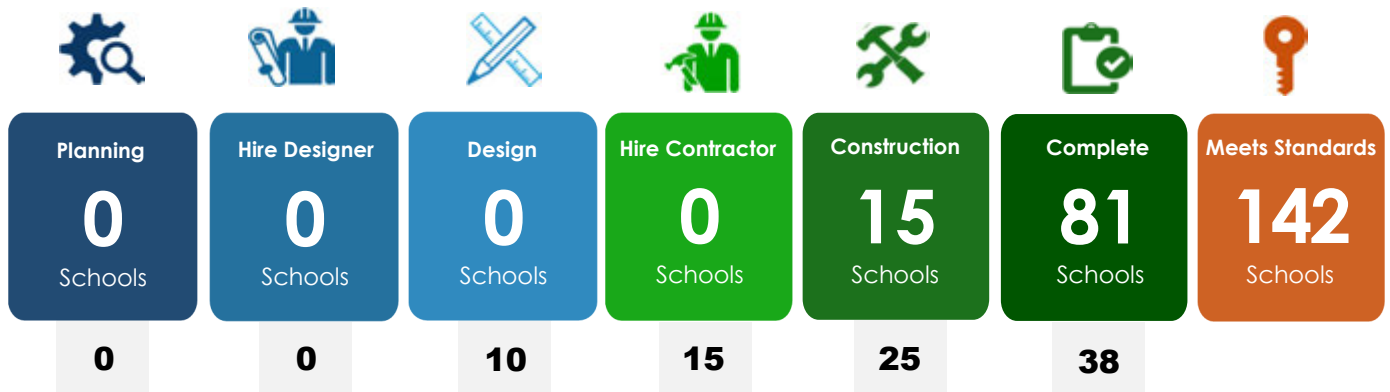 Planning
0
Schools
0
Hire Designer
0
Schools
0
Design
0
Schools
10
Hire Contractor
0
Schools
15
Construction
15
Schools
25
Complete
81
Schools
38
Meets Standards
142
Schools